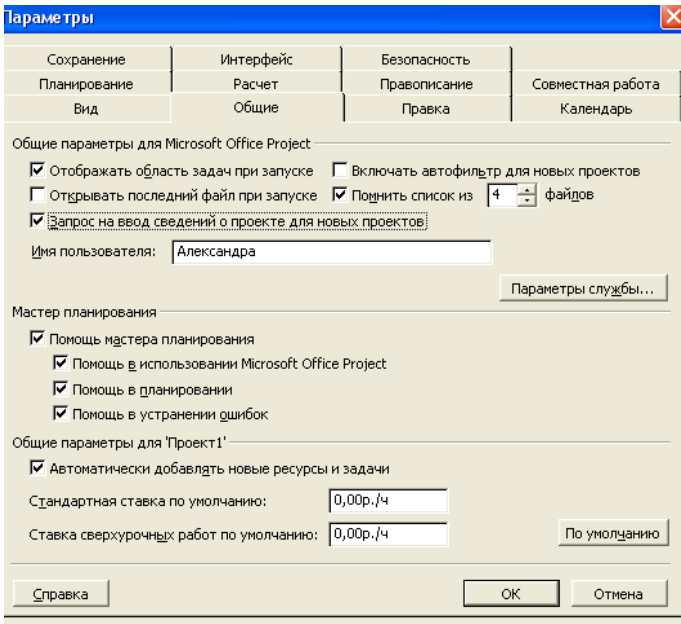 Параметры
Сохранение Интерфейс Безопасность
Планирование Расчет Правописание Совместная работа
Вид Общие Правка Календарь
Общие параметры для Microsoft Office Project
Отображать область задач при запуске Включать автофильтр для новых проектов
Открывать последний файл при запуске Помнить список из 4 файлов
Запрос на ввод сведений о проекте для новых проектов
Имя пользователя: Александра
Параметры службы...
Мастер планирования
Помощь мастера планирования
Помощь в использовании Microsoft Office Project
Помощь в планировании
Помощь в устранении ошибок
Общие параметры для 'Проект1'
Автоматически добавлять новые ресурсы и задачи
Стандартная ставка по умолчанию: 0,00р./ч
Ставка сверхурочных работ по умолчанию: 0,00р./ч По умолчанию
Справка ОК Отмена